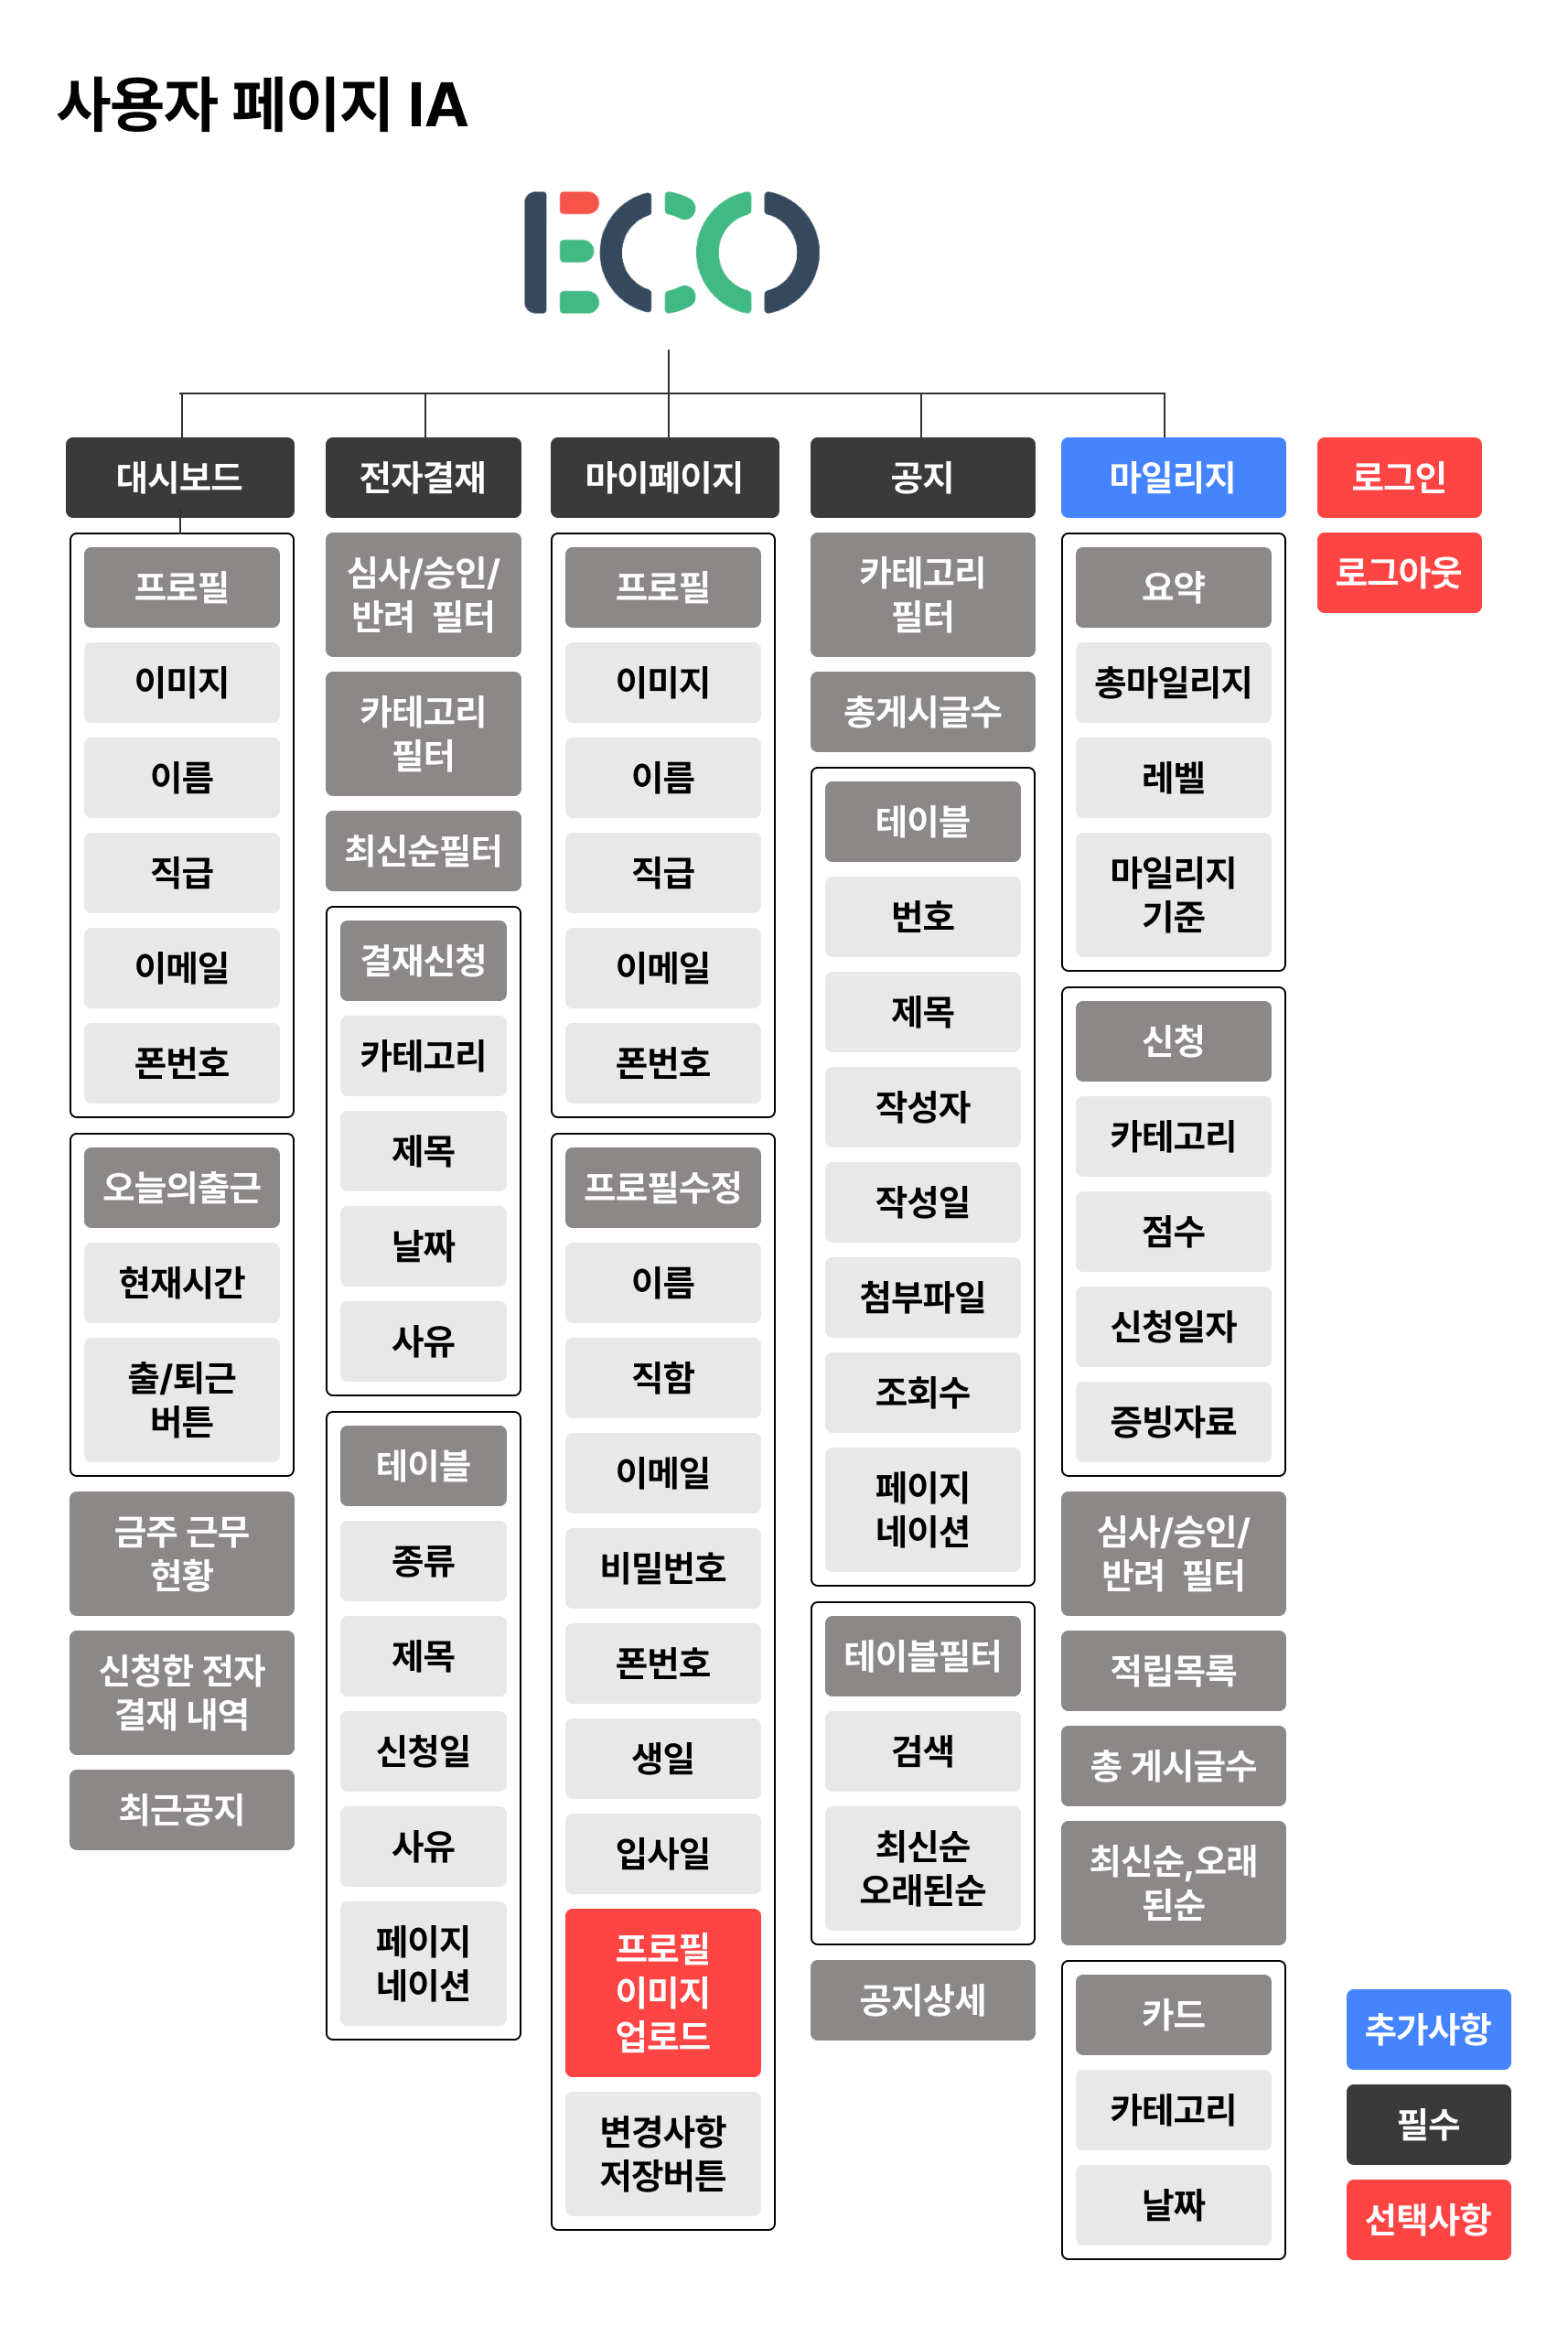 사용자 페이지 IA
ECO
대시보드
프로필
이미지
이름
직급
이메일
폰번호
오늘의출근
현재시간
출/퇴근
버튼
금주 근무
현황
신청한 전자
결재 내역
최근공지
전자결재
심사/승인/
반려 필터
카테고리
필터
최신순필터
결재신청
카테고리
제목
날짜
사유
테이블
종류
제목
신청일
사유
페이지
네이션
마이페이지
프로필
이미지
이름
직급
이메일
폰번호
프로필수정
이름
직함
이메일
비밀번호
폰번호
생일
입사일
프로필
이미지
업로드
변경사항
저장버튼
공지
카테고리
필터
총게시글수
테이블
번호
제목
작성자
작성일
첨부파일
조회수
페이지
네이션
테이블필터
검색
최신순
오래된순
공지상세
마일리지
요약
총마일리지
레벨
마일리지
기준
신청
카테고리
점수
신청일자
증빙자료
심사/승인/
반려 필터
적립목록
총 게시글수
최신순,오래
된순
카드
카테고리
날짜
로그인
로그아웃
추가사항
필수
선택사항